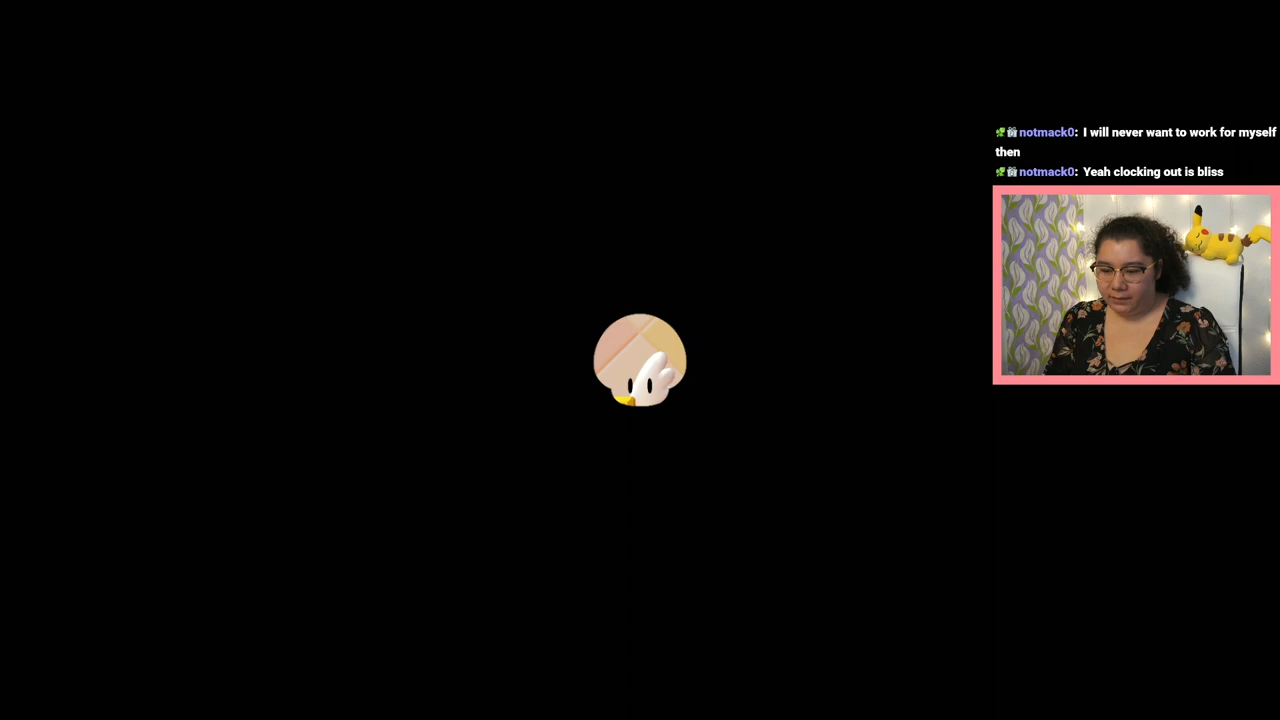 notmack0: I will never want to work for myself
then
notmack0: Yeah clocking out is bliss